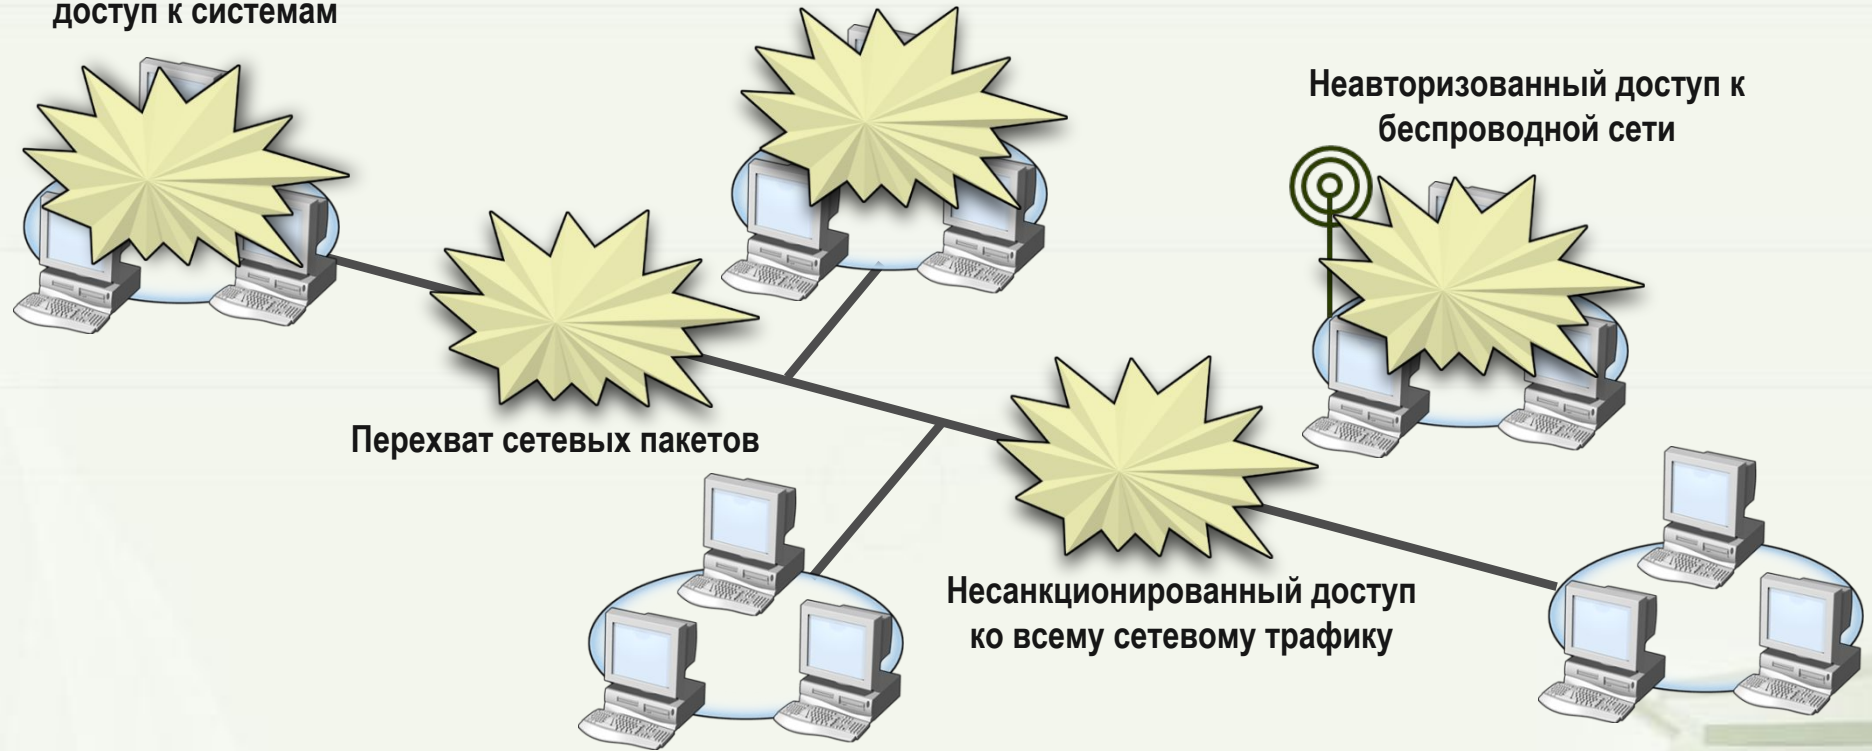 доступ к системам
Неавторизованный доступ к
беспроводной сети
Перехват сетевых пакетов
Несанкционированный доступ
ко всему сетевому трафику